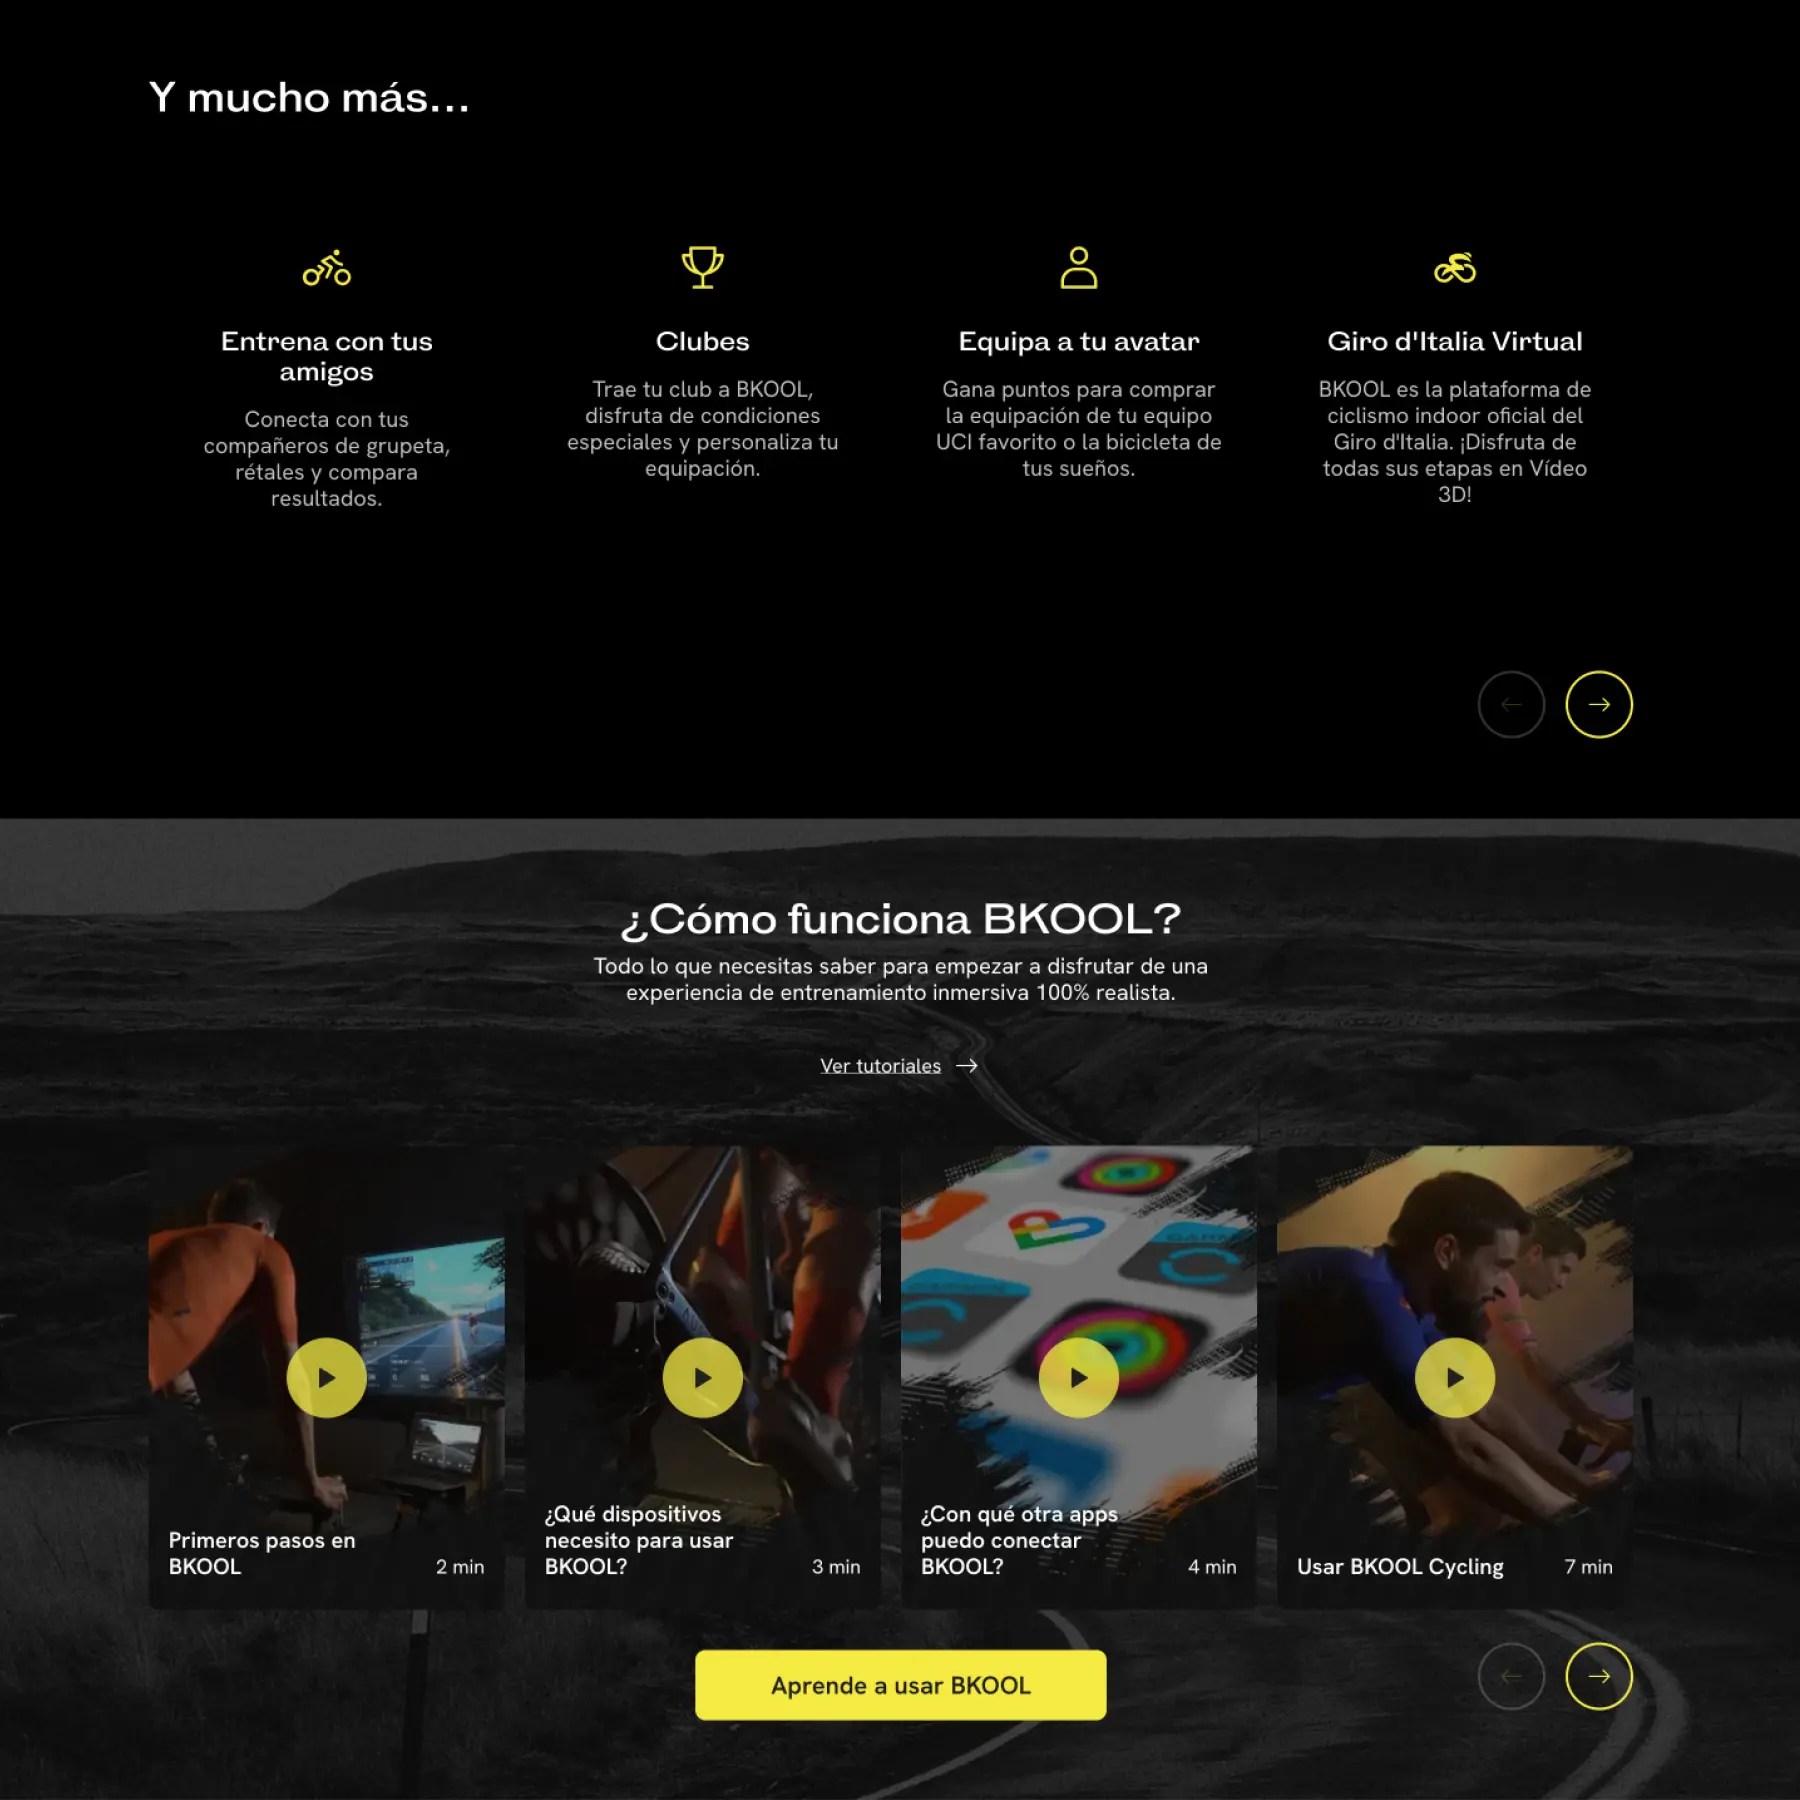 Y mucho más...
Entrena con tus
amigos
Conecta con tus
compañeros de grupeta,
rétales y compara
resultados.
Clubes
Trae tu club a BKOOL,
disfruta de condiciones
especiales y personaliza tu
equipación.
Equipa a tu avatar
Gana puntos para comprar
la equipación de tu equipo
UCI favorito o la bicicleta de
tus sueños.
Giro d'Italia Virtual
BKOOL es la plataforma de
ciclismo indoor oficial del
Giro d'Italia. ¡Disfruta de
todas sus etapas en Vídeo
3D!
¿Cómo funciona BKOOL?
Todo lo que necesitas saber para empezar a disfrutar de una
experiencia de entrenamiento inmersiva 100% realista.
Ver tutoriales
Primeros pasos en
BKOOL
2 min
¿Qué dispositivos
necesito para usar
BKOOL?
3 min
¿Con qué otra apps
puedo conectar
BKOOL?
4 min
Usar BKOOL Cycling
7 min
Aprende a usar BKOOL